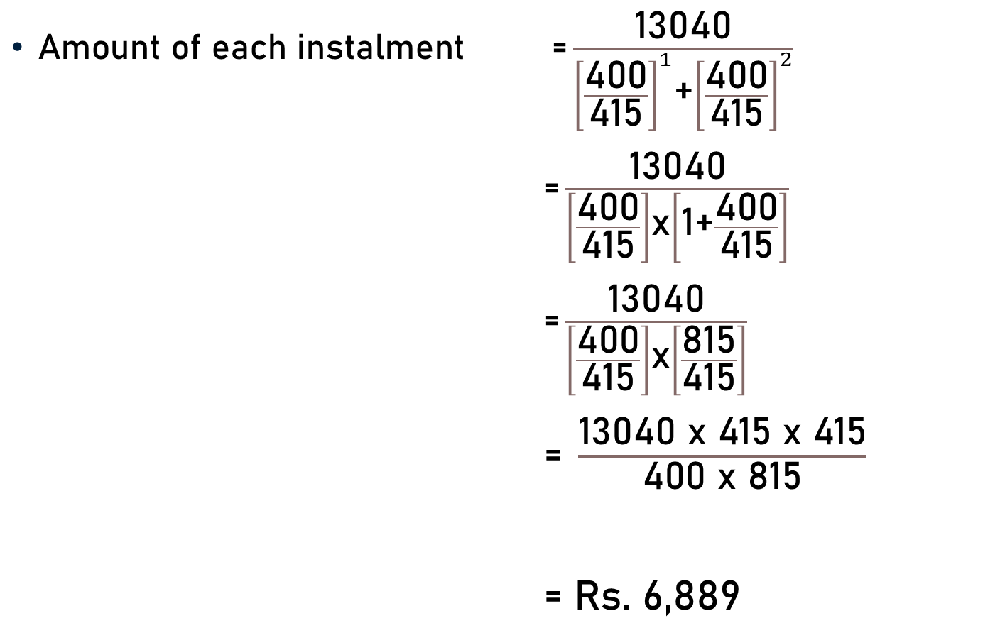 • Amount of each instalment = 13040
[400/415]¹ + [400/415]²
= 13040
[400/415] x [1+ 400/415]
= 13040
[400/415] x [815/415]
= 13040 x 415 x 415
400 x 815
= Rs. 6,889